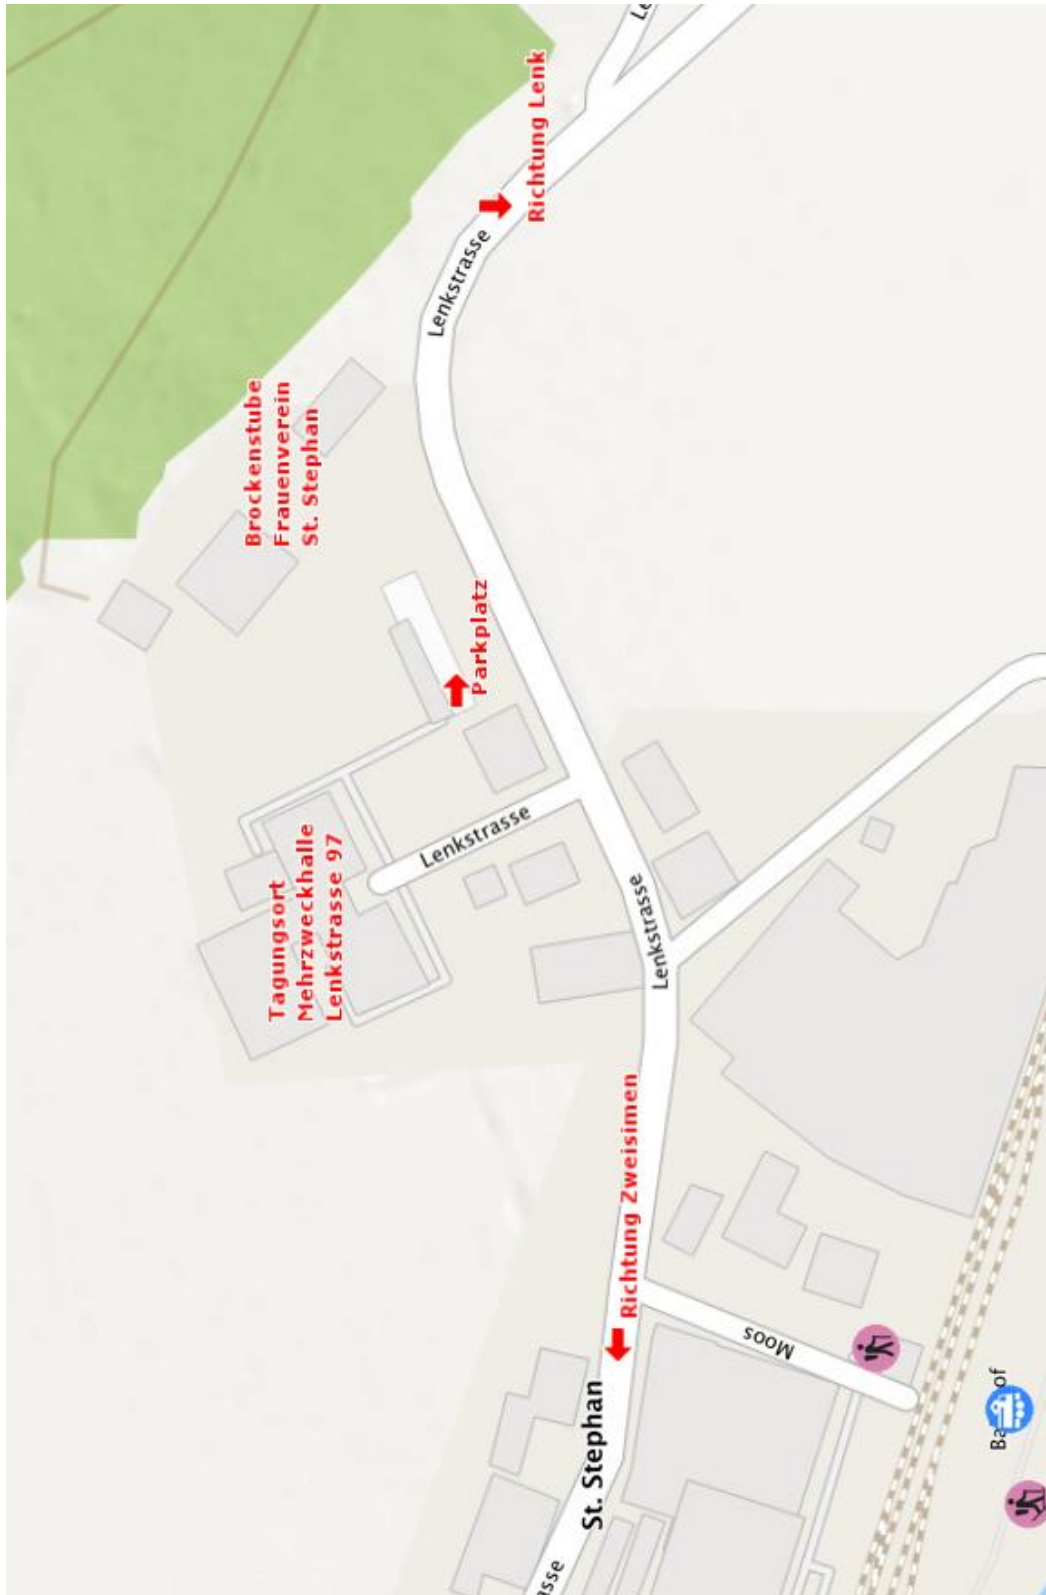 Brockenstube
Frauenverein
St. Stephan
Tagungsort
Mehrzweckhalle
Lenkstrasse 97
Lenkstrasse
Richtung Lenk
Parkplatz
Lenkstrasse
Lenkstrasse
Richtung Zweisimen
St. Stephan
Moos